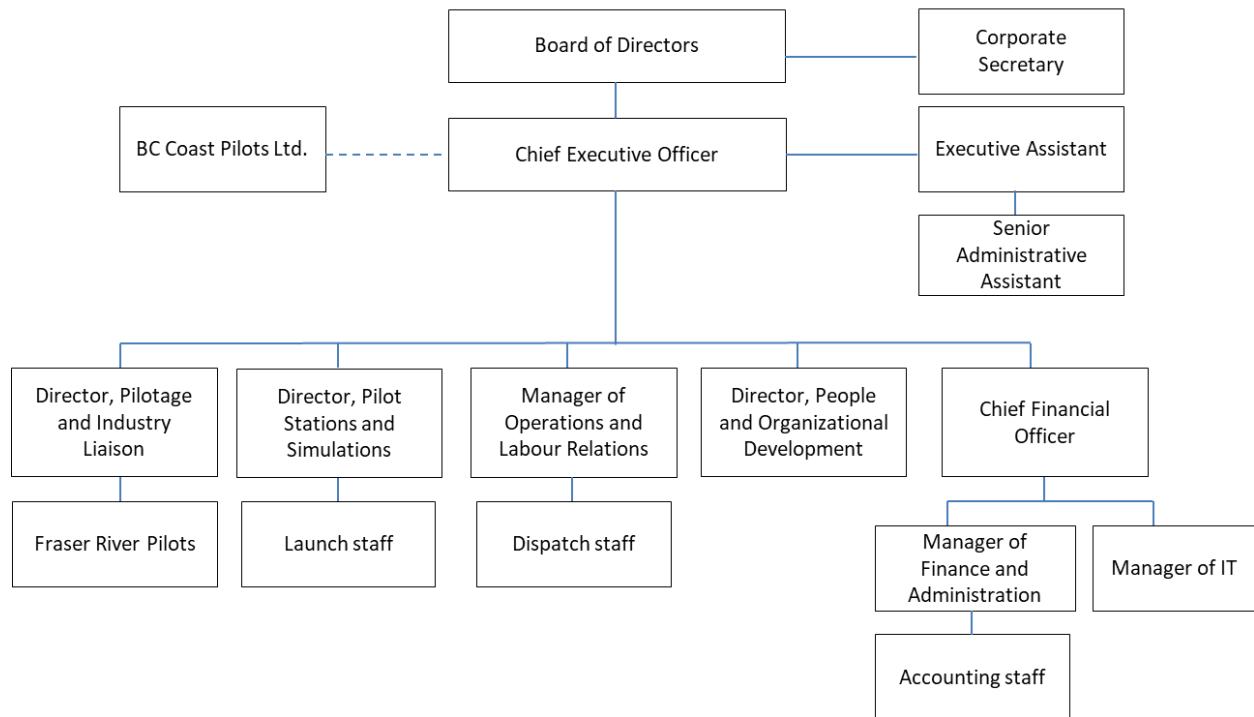 Board of Directors
Corporate
Secretary
BC Coast Pilots Ltd.
Chief Executive Officer
Executive Assistant
Senior
Administrative
Assistant
Director, Pilotage
and Industry
Liaison
Director, Pilot
Stations and
Simulations
Manager of
Operations and
Labour Relations
Director, People
and Organizational
Development
Chief Financial
Officer
Fraser River Pilots
Launch staff
Dispatch staff
Manager of
Finance and
Administration
Manager of IT
Accounting staff